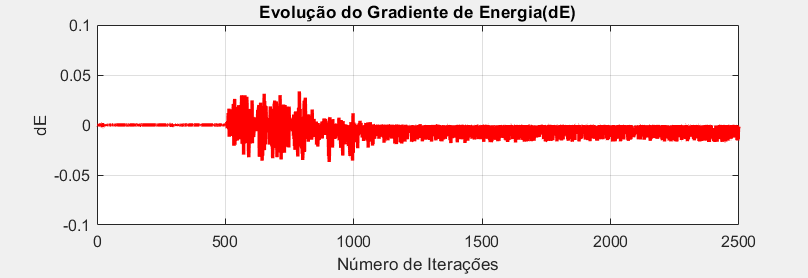 Evolução do Gradiente de Energia(dE)
0.1
0.05
0
-0.05
-0.1
dE
0 500 1000 1500 2000 2500
Número de Iterações